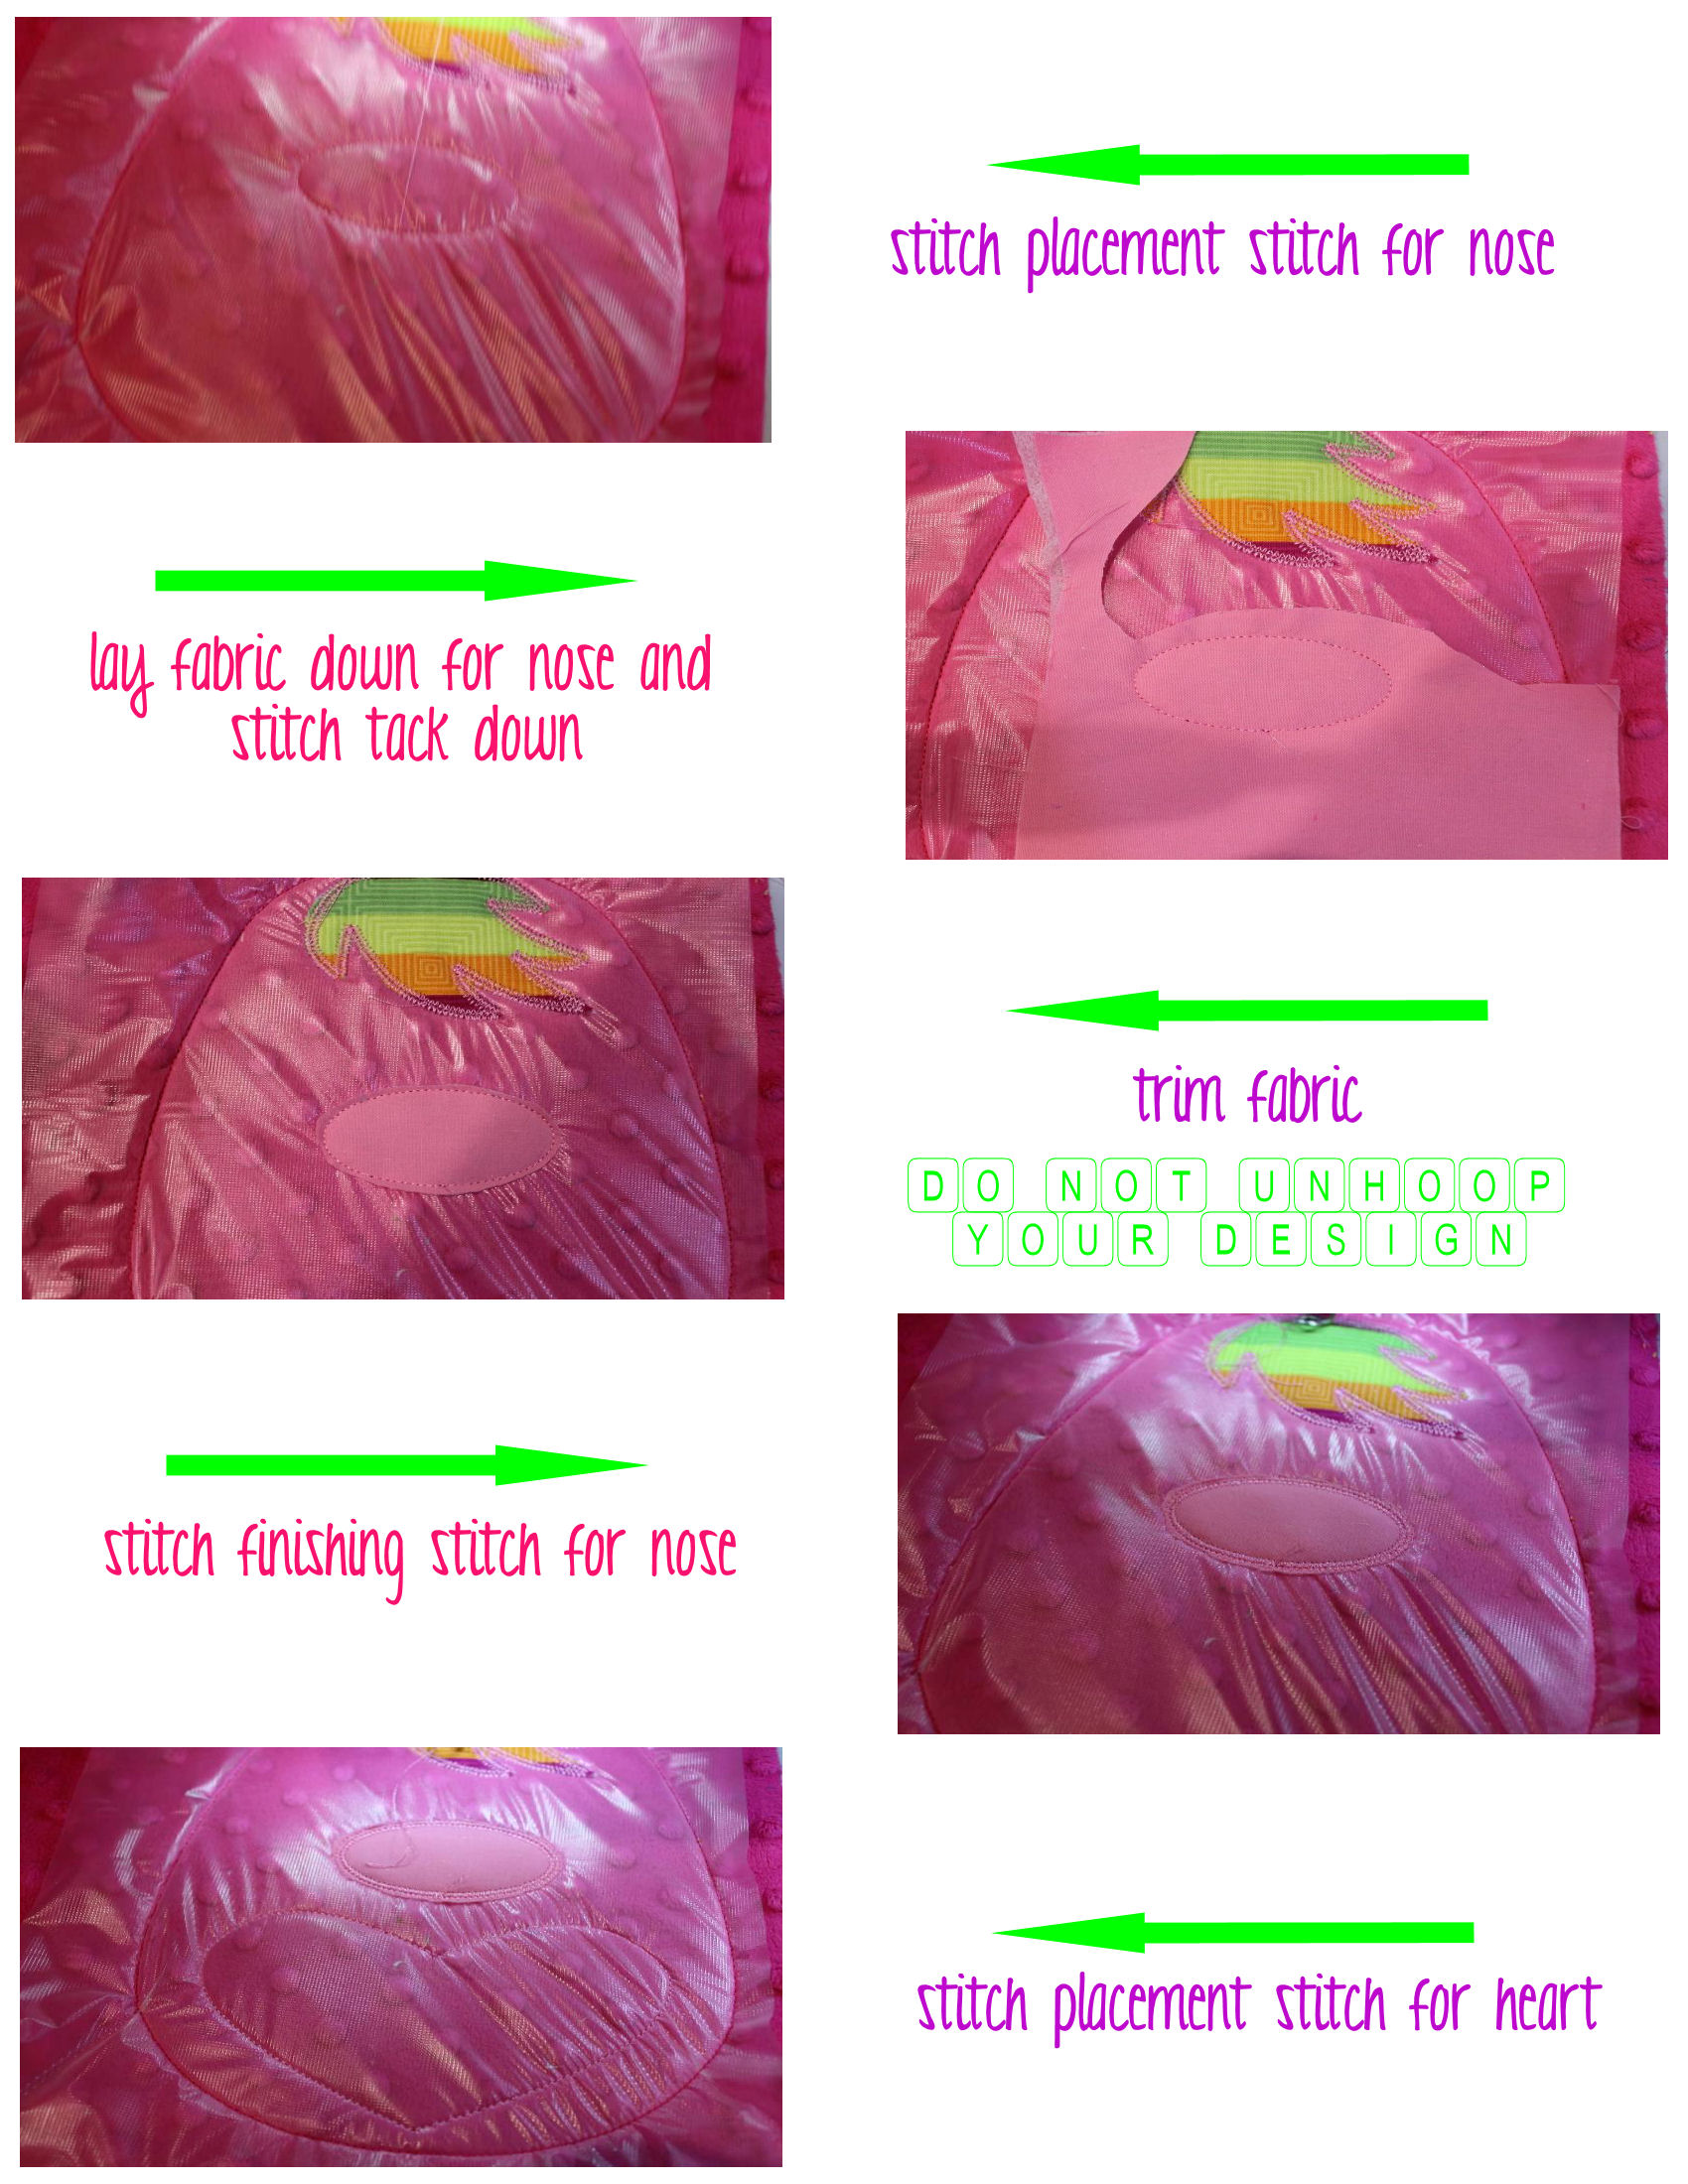 stitch placement stitch for nose
lay fabric down for nose and
stitch tack down
trim fabric
DO NOT UNHOOP
YOUR DESIGN
stitch finishing stitch for nose
stitch placement stitch for heart